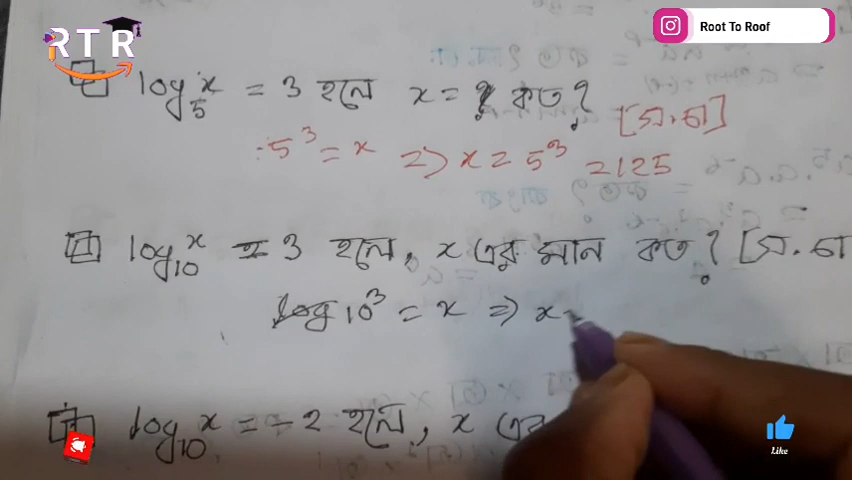 RTR
Root To Roof
log₅x = 3 হলে x = ? কত?
[স.প্রা]
∴ 5³ = x => x = 5³ = 125
log₁₀x = 3 হলে, x এর মান কত? [স.প্রা
10³ = x => x =
log₁₀x = -2 হলে, x এর
Like